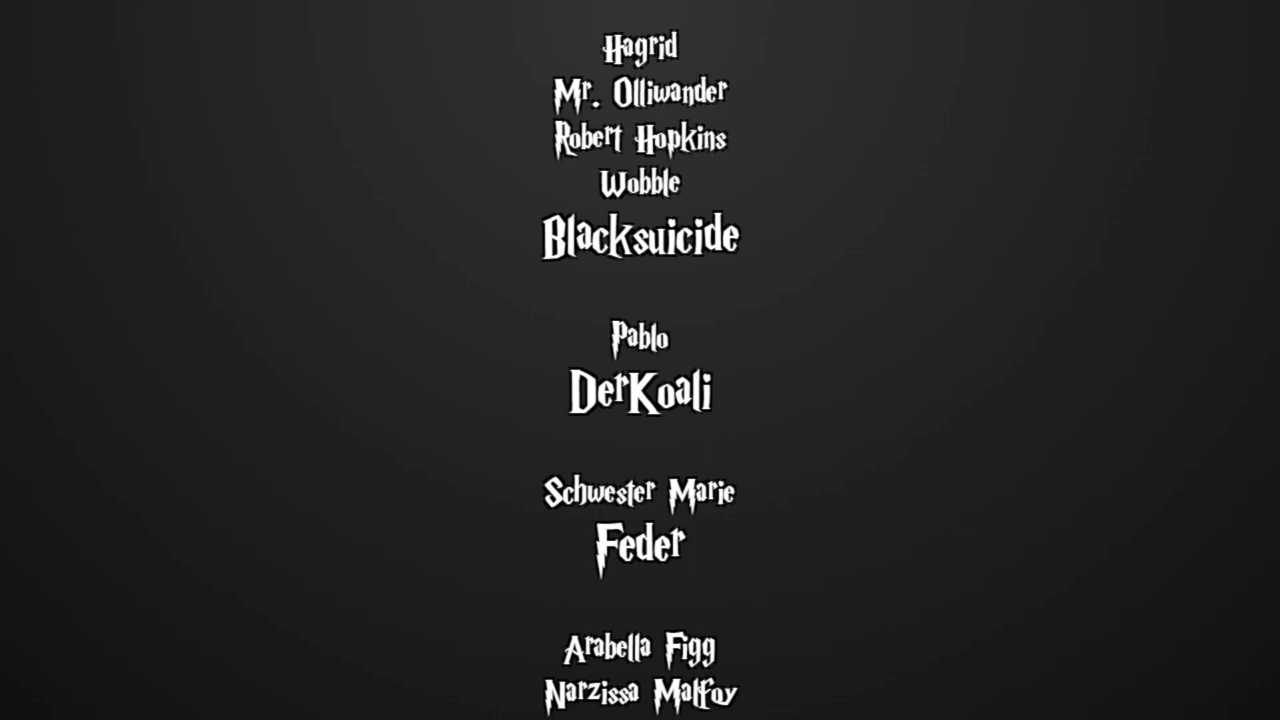 Hagrid
Mr. Olliwander
Robert Hopkins
Wobble
Blacksuicide
Pablo
DerKoali
Schwester Marie
Feder
Arabella Figg
Narzissa Malfoy